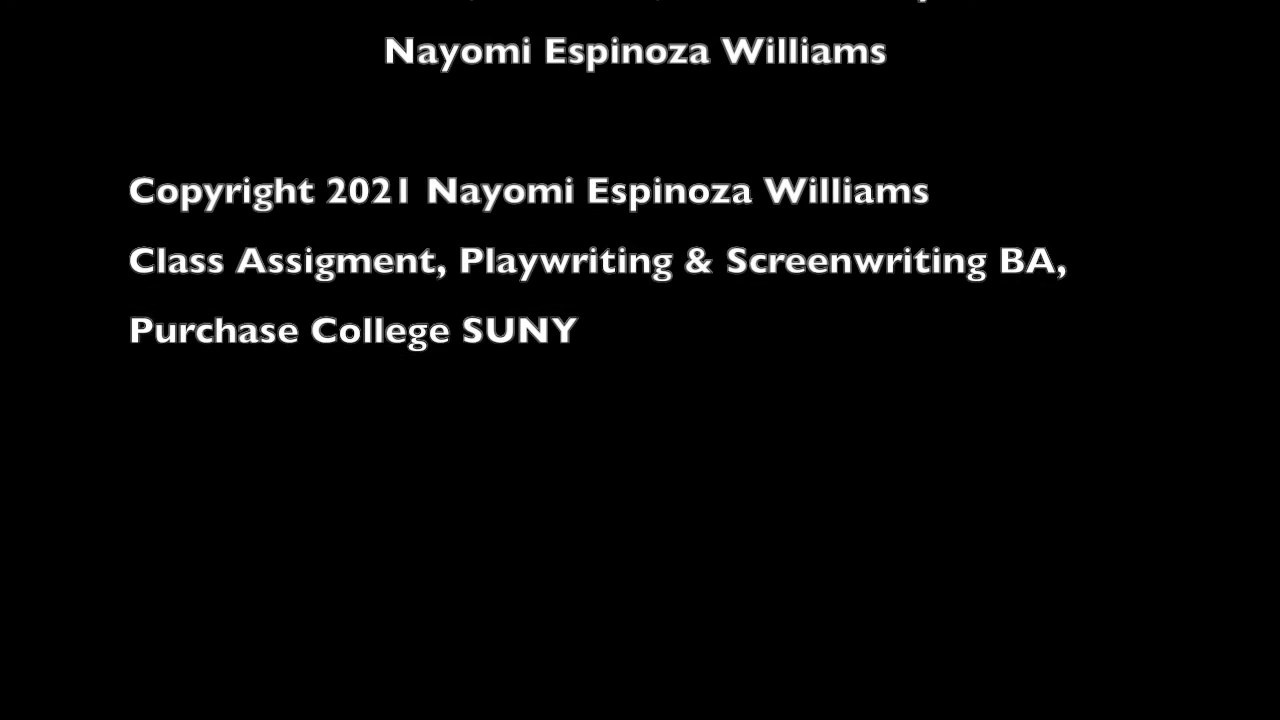 Nayomi Espinoza Williams
Copyright 2021 Nayomi Espinoza Williams
Class Assigment, Playwriting & Screenwriting BA,
Purchase College SUNY